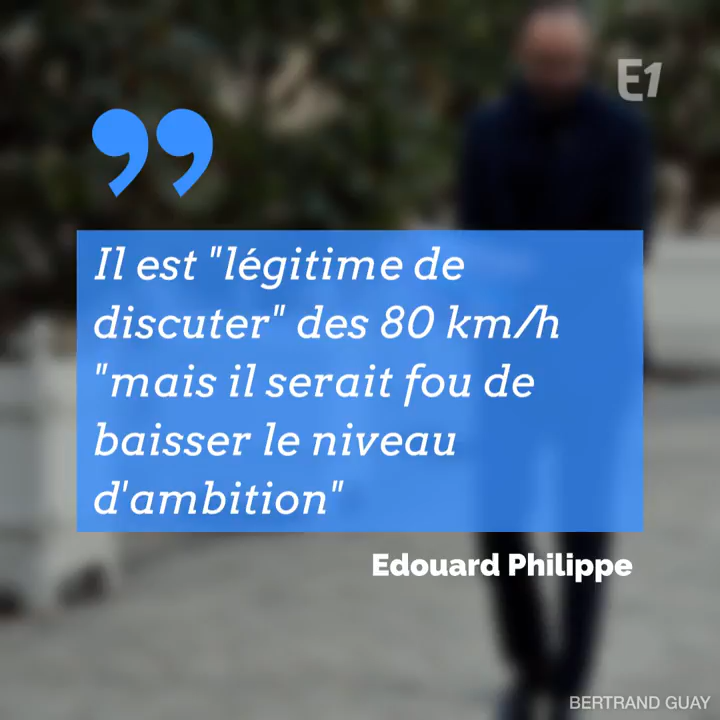 E1
Il est "légitime de
discuter" des 80 km/h
"mais il serait fou de
baisser le niveau
d'ambition"
Edouard Philippe
BERTRAND GUAY